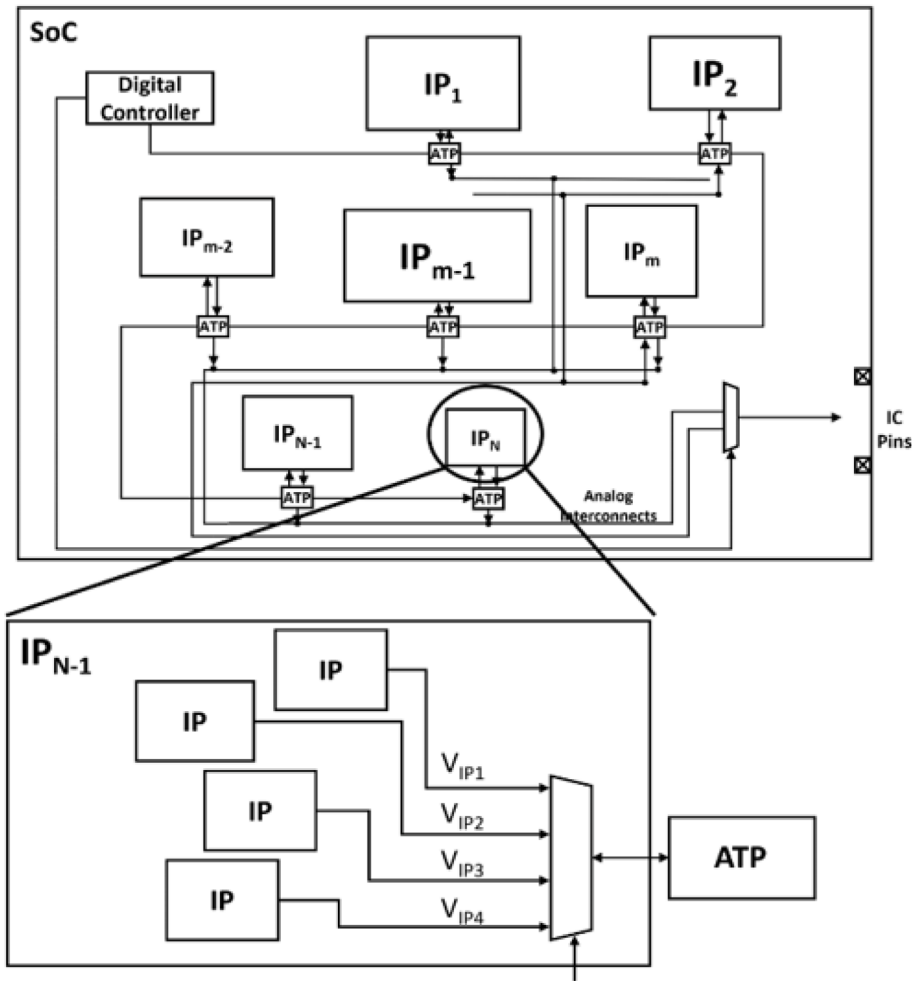 SoC
Digital
Controller
IP1
IP2
ATP
ATP
IPm-2
IPm-1
IPm
ATP
ATP
ATP
IPN-1
IPN
ATP
ATP
Analog
Interconnects
IC
Pins
IPN-1
IP
IP
IP
IP
VIP1
VIP2
VIP3
VIP4
ATP